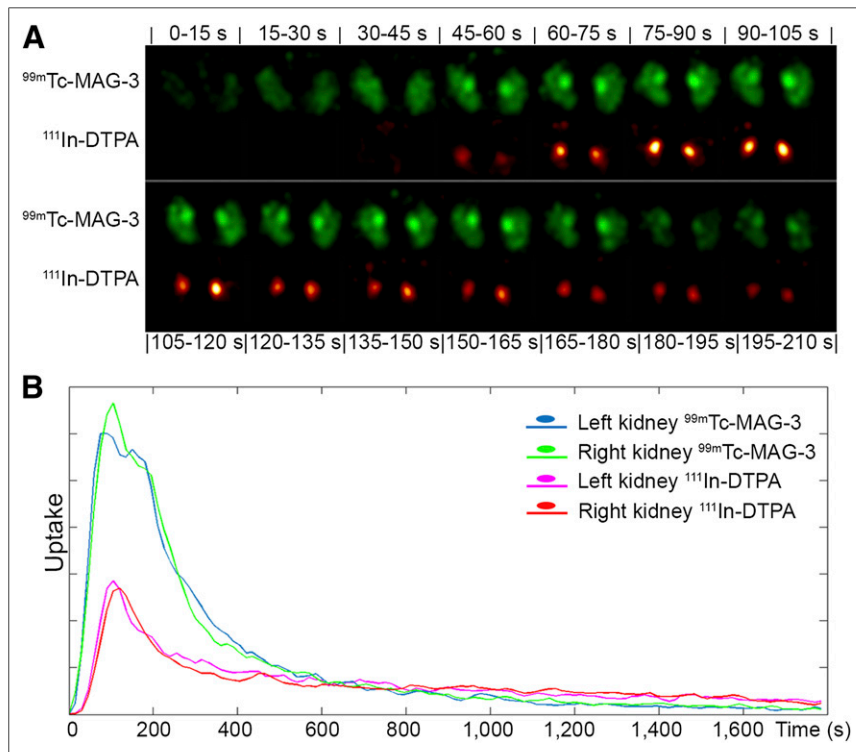 A
| 0-15 s | 15-30 s | 30-45 s | 45-60 s | 60-75 s | 75-90 s | 90-105 s |
⁹⁹ᵐTc-MAG-3
¹¹¹In-DTPA
⁹⁹ᵐTc-MAG-3
¹¹¹In-DTPA
|105-120 s|120-135 s|135-150 s|150-165 s|165-180 s|180-195 s|195-210 s|
B
Uptake
Left kidney ⁹⁹ᵐTc-MAG-3
Right kidney ⁹⁹ᵐTc-MAG-3
Left kidney ¹¹¹In-DTPA
Right kidney ¹¹¹In-DTPA
0 200 400 600 800 1,000 1,200 1,400 1,600 Time (s)